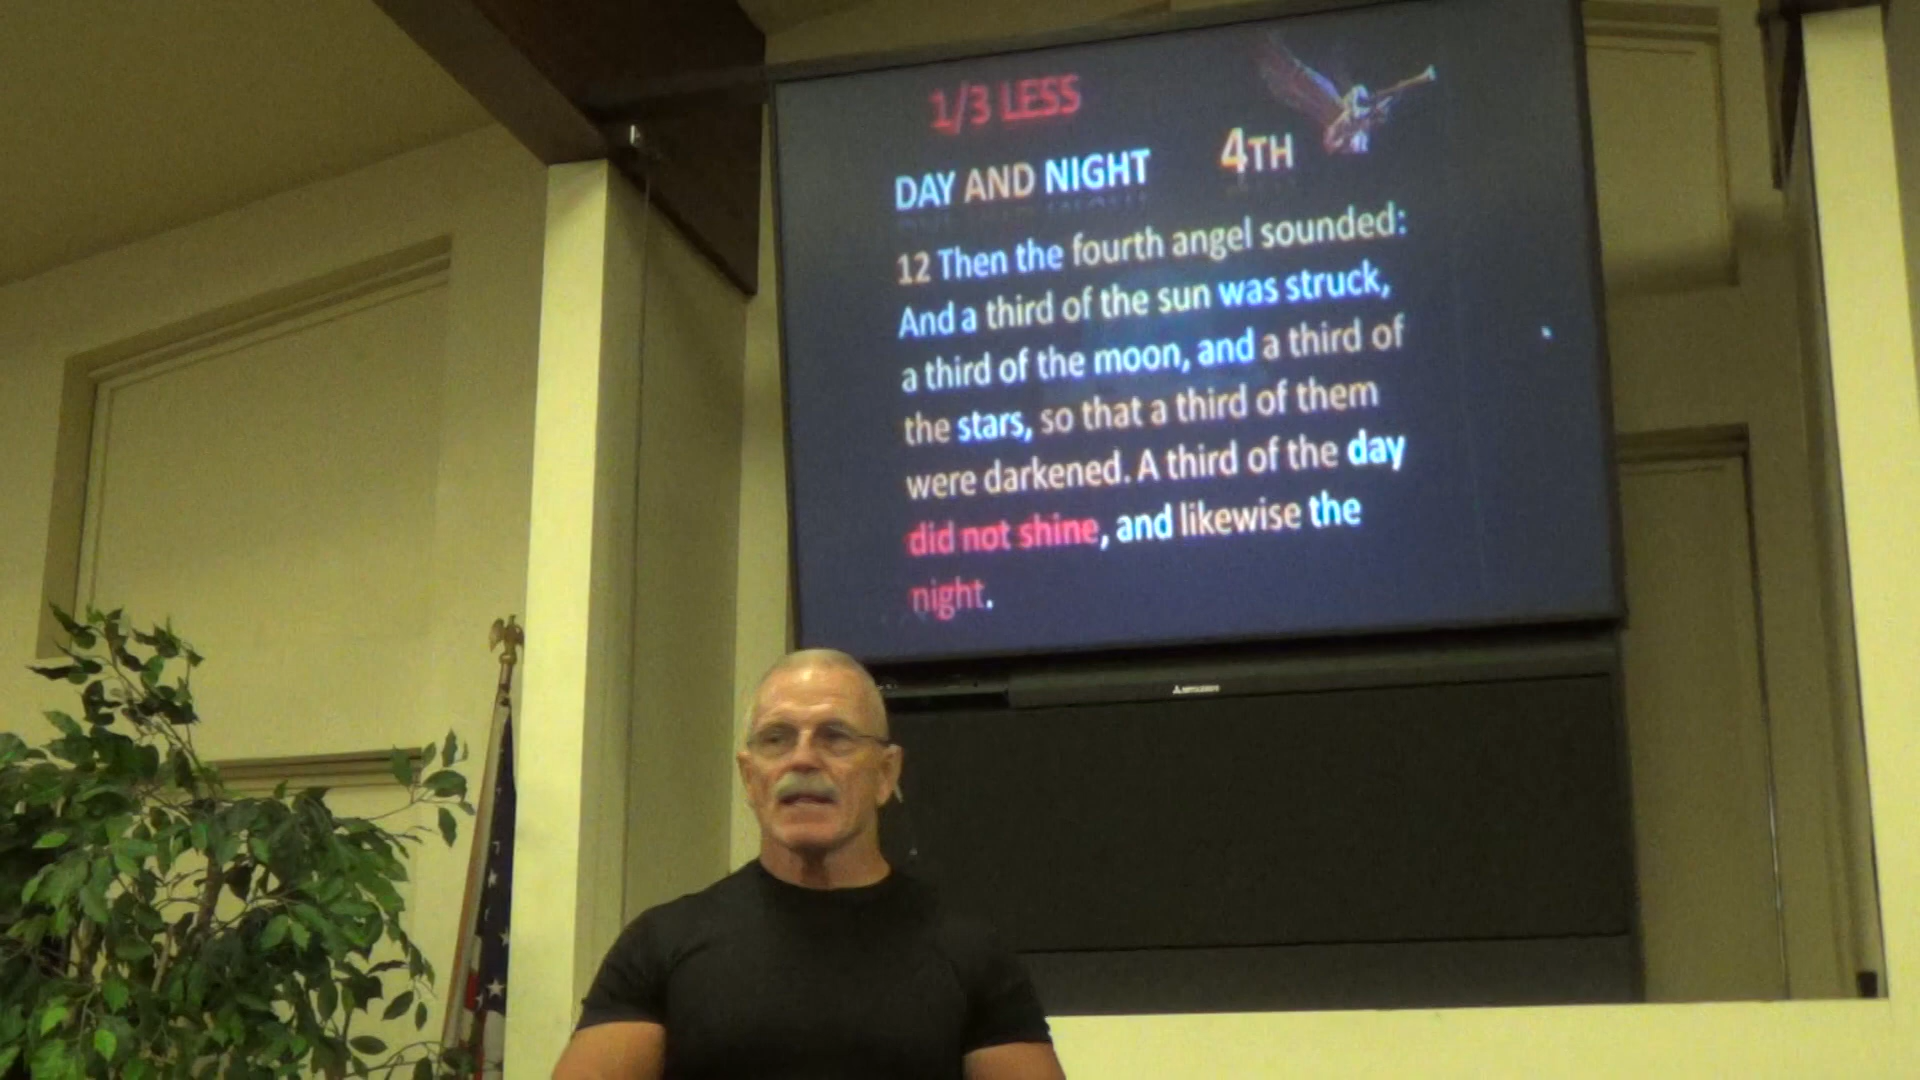 1/3 LESS
DAY AND NIGHT 4TH
12 Then the fourth angel sounded:
And a third of the sun was struck,
a third of the moon, and a third of
the stars, so that a third of them
were darkened. A third of the day
did not shine, and likewise the
night.
MITSUBISHI